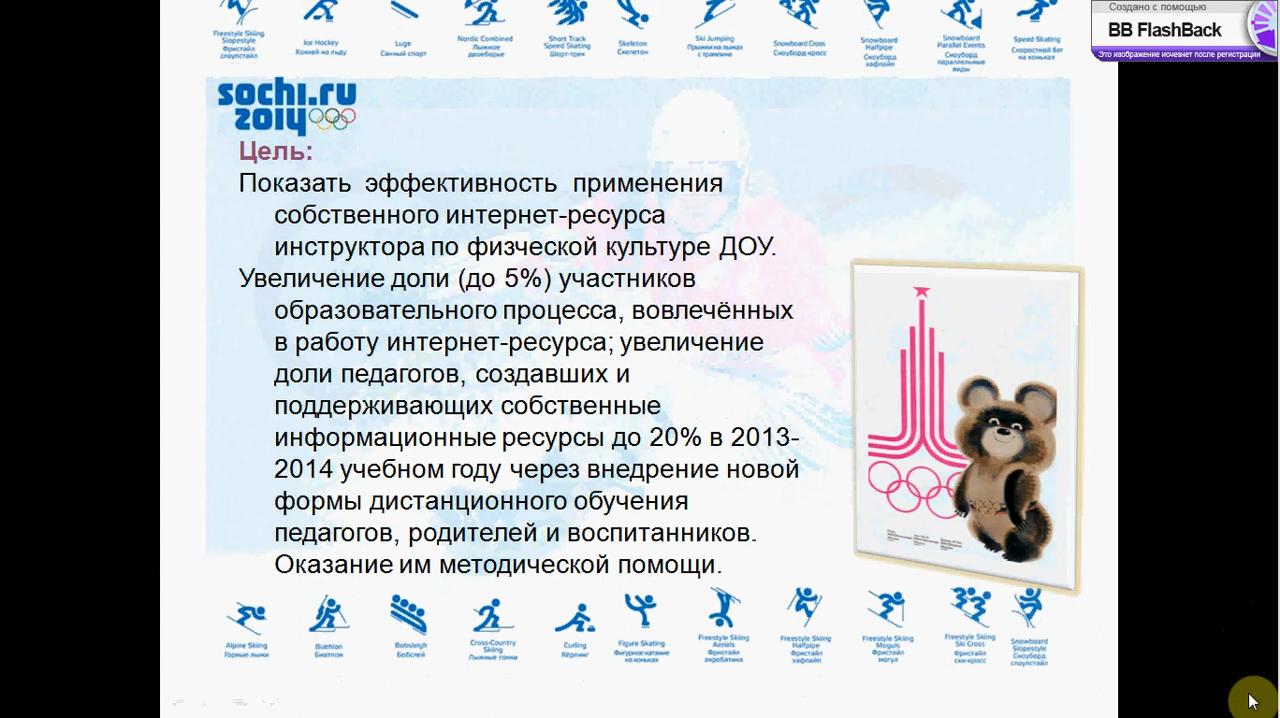 Создано с помощью
BB FlashBack
Это изображение исчезнет после регистрации
Freestyle Skiing
Slopestyle
Фристайл
слоупстайл
Ice Hockey
Хоккей на льду
Luge
Санный спорт
Nordic Combined
Лыжное
двоеборье
Short Track
Speed Skating
Шорт-трек
Skeleton
Скелетон
Ski Jumping
Прыжки на лыжах
с трамплина
Snowboard Cross
Сноуборд-кросс
Snowboard
Halfpipe
Сноуборд
хафпайп
Snowboard
Parallel Events
Сноуборд
параллельные
виды
Speed Skating
Скоростной бег
на коньках
sochi.ru
2014
Цель:
Показать эффективность применения
собственного интернет-ресурса
инструктора по физческой культуре ДОУ.
Увеличение доли (до 5%) участников
образовательного процесса, вовлечённых
в работу интернет-ресурса; увеличение
доли педагогов, создавших и
поддерживающих собственные
информационные ресурсы до 20% в 2013-
2014 учебном году через внедрение новой
формы дистанционного обучения
педагогов, родителей и воспитанников.
Оказание им методической помощи.
Alpine Skiing
Горные лыжи
Biathlon
Биатлон
Bobsleigh
Бобслей
Cross-Country
Skiing
Лыжные гонки
Curling
Кёрлинг
Figure Skating
Фигурное катание
на коньках
Freestyle Skiing
Aerials
Фристайл
акробатика
Freestyle Skiing
Halfpipe
Фристайл
хафпайп
Freestyle Skiing
Moguls
Фристайл
могул
Freestyle Skiing
Ski Cross
Фристайл
ски-кросс
Snowboard
Slopestyle
Сноуборд
слоупстайл